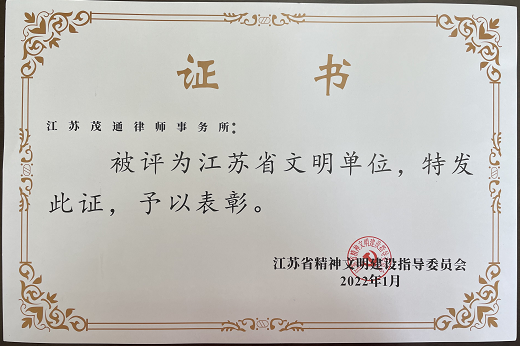 证 书
江苏茂通律师事务所：
被评为江苏省文明单位，特发
此证，予以表彰。
江苏省精神文明建设指导委员会
2022年1月